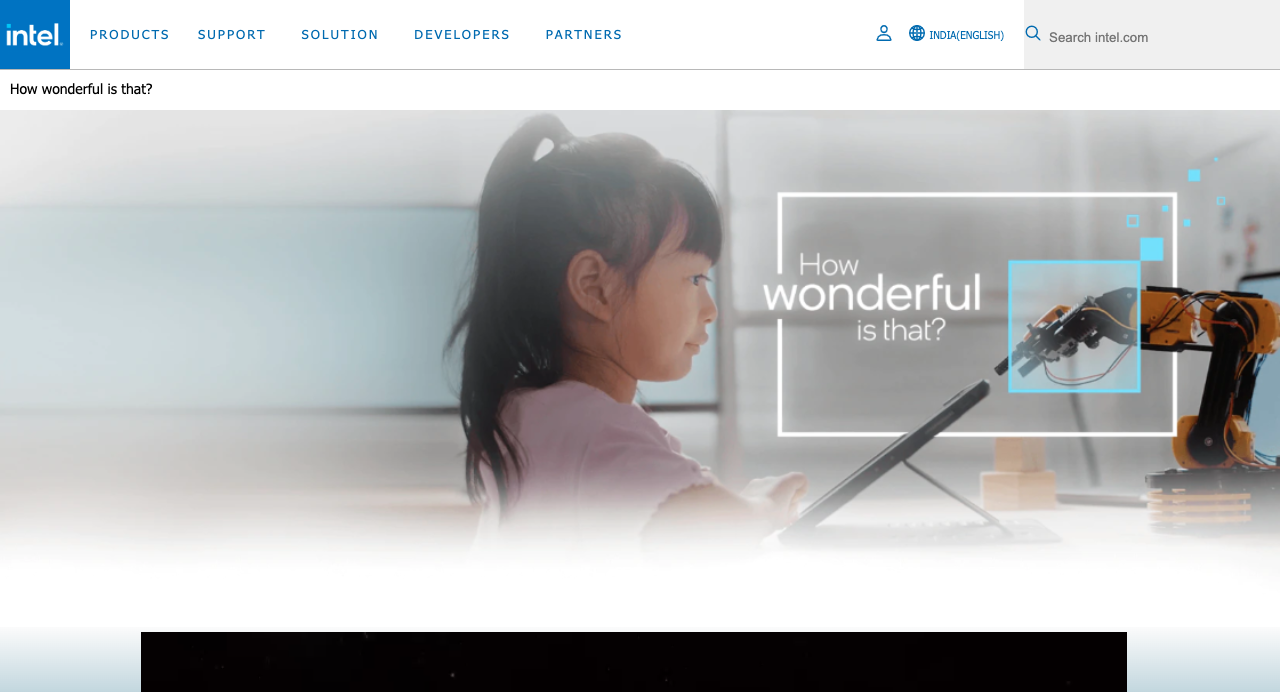 intel.
PRODUCTS
SUPPORT
SOLUTION
DEVELOPERS
PARTNERS
INDIA(ENGLISH)
Search intel.com
How wonderful is that?
How
wonderful
is that?